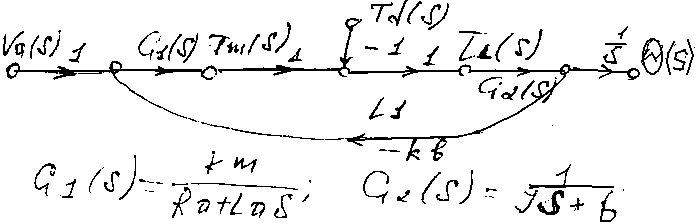 Td(s)
Va(s) 1 G1(s) Tm(s) 1 -1 1 TL(s) 1/s Θ(s)
G2(s)
L1
-kb
G1(s) = km/(Ra+Las); G2(s) = 1/(Js+b)